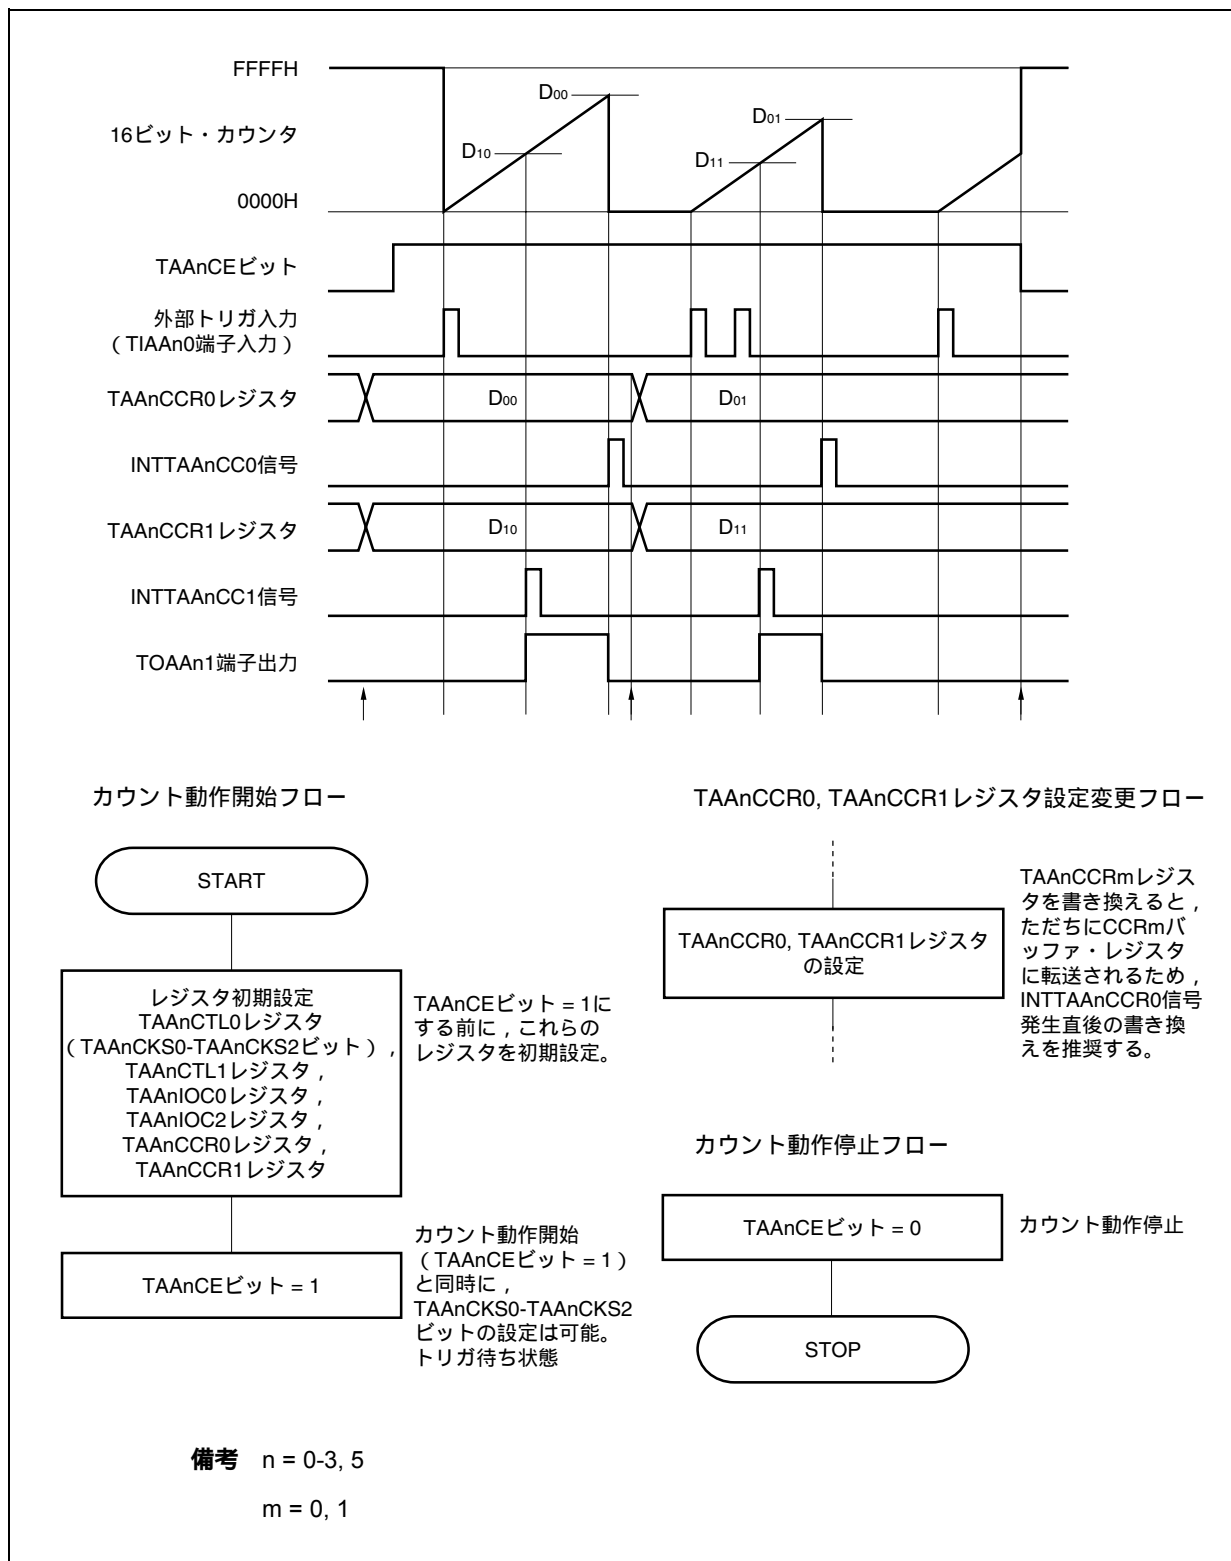 FFFFH
D00
D01
16ビット・カウンタ
D10
D11
0000H
TAAnCEビット
外部トリガ入力
(TIAAn0端子入力)
TAAnCCR0レジスタ
D00
D01
INTTAAnCC0信号
TAAnCCR1レジスタ
D10
D11
INTTAAnCC1信号
TOAAn1端子出力
カウント動作開始フロー
START
レジスタ初期設定
TAAnCTL0レジスタ
(TAAnCKS0-TAAnCKS2ビット),
TAAnCTL1レジスタ,
TAAnIOC0レジスタ,
TAAnIOC2レジスタ,
TAAnCCR0レジスタ,
TAAnCCR1レジスタ
TAAnCEビット = 1に
する前に,これらの
レジスタを初期設定。
TAAnCEビット = 1
カウント動作開始
(TAAnCEビット = 1)
と同時に,
TAAnCKS0-TAAnCKS2
ビットの設定は可能。
トリガ待ち状態
TAAnCCR0, TAAnCCR1レジスタ設定変更フロー
TAAnCCR0, TAAnCCR1レジスタ
の設定
TAAnCCRmレジス
タを書き換えると,
ただちにCCRmバ
ッファ・レジスタ
に転送されるため,
INTTAAnCCR0信号
発生直後の書き換
えを推奨する。
カウント動作停止フロー
TAAnCEビット = 0
カウント動作停止
STOP
備考 n = 0-3, 5
m = 0, 1